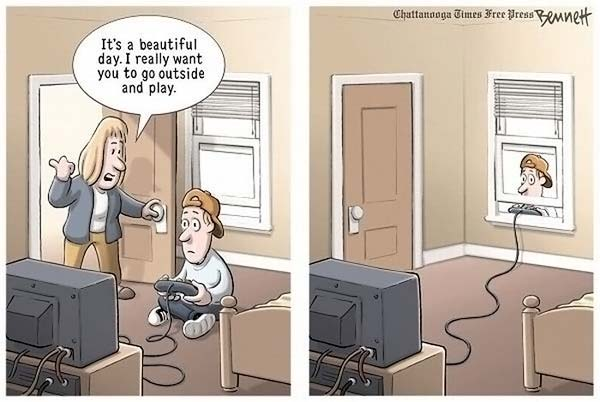 It's a beautiful
day. I really want
you to go outside
and play.
Chattanooga Times Free Press Bennett